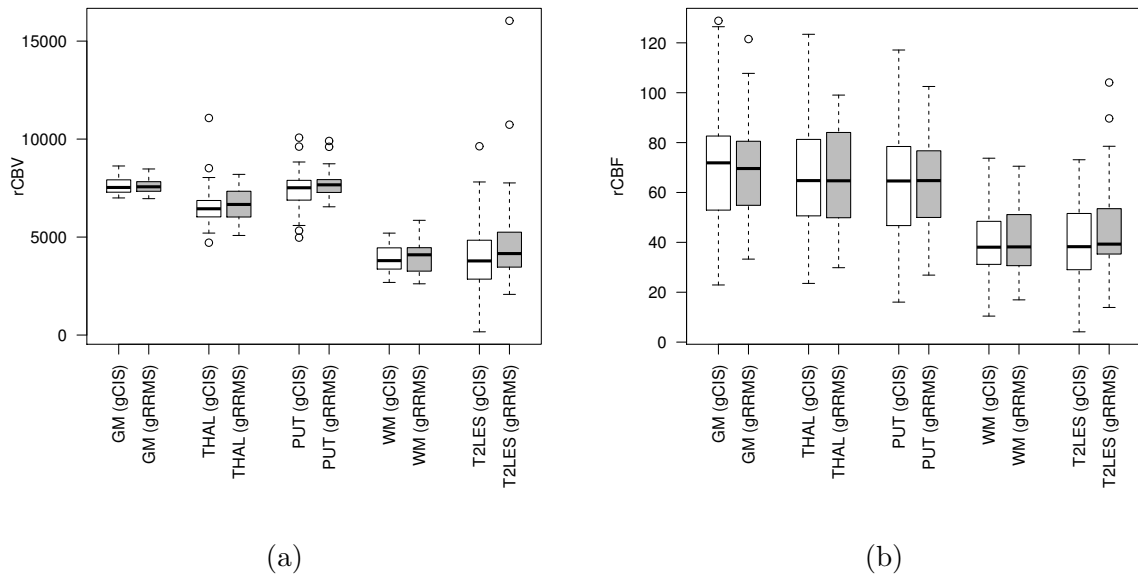 rCBV
15000
10000
5000
0
GM (gCIS)
GM (gRRMS)
THAL (gCIS)
THAL (gRRMS)
PUT (gCIS)
PUT (gRRMS)
WM (gCIS)
WM (gRRMS)
T2LES (gCIS)
T2LES (gRRMS)
(a)
rCBF
120
100
80
60
40
20
0
GM (gCIS)
GM (gRRMS)
THAL (gCIS)
THAL (gRRMS)
PUT (gCIS)
PUT (gRRMS)
WM (gCIS)
WM (gRRMS)
T2LES (gCIS)
T2LES (gRRMS)
(b)